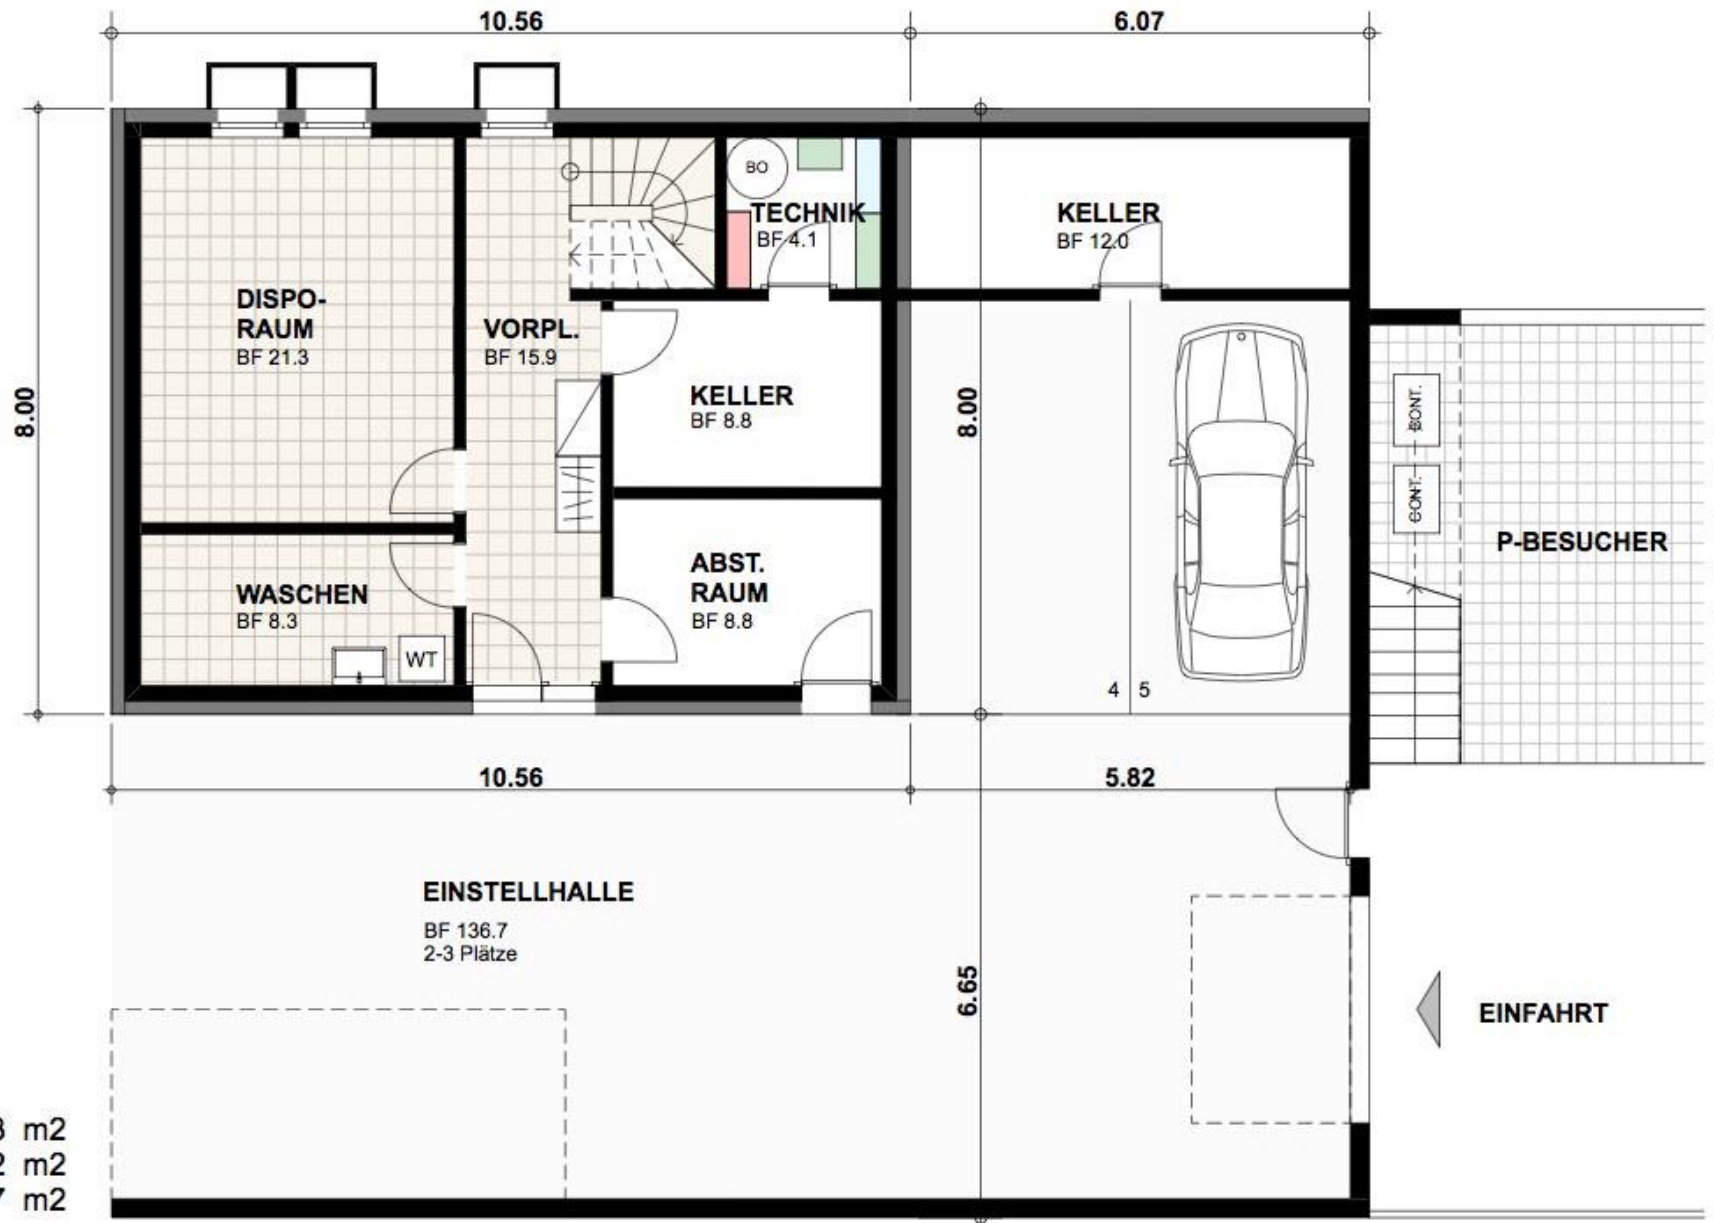 10.56
6.07
BO
TECHNIK
BF 4.1
KELLER
BF 12.0
DISPO-
RAUM
BF 21.3
VORPL.
BF 15.9
KELLER
BF 8.8
8.00
8.00
CONT.
CONT.
P-BESUCHER
ABST.
RAUM
BF 8.8
WASCHEN
BF 8.3
WT
4 5
10.56
5.82
EINSTELLHALLE
BF 136.7
2-3 Plätze
6.65
EINFAHRT
m2
2 m2
7 m2